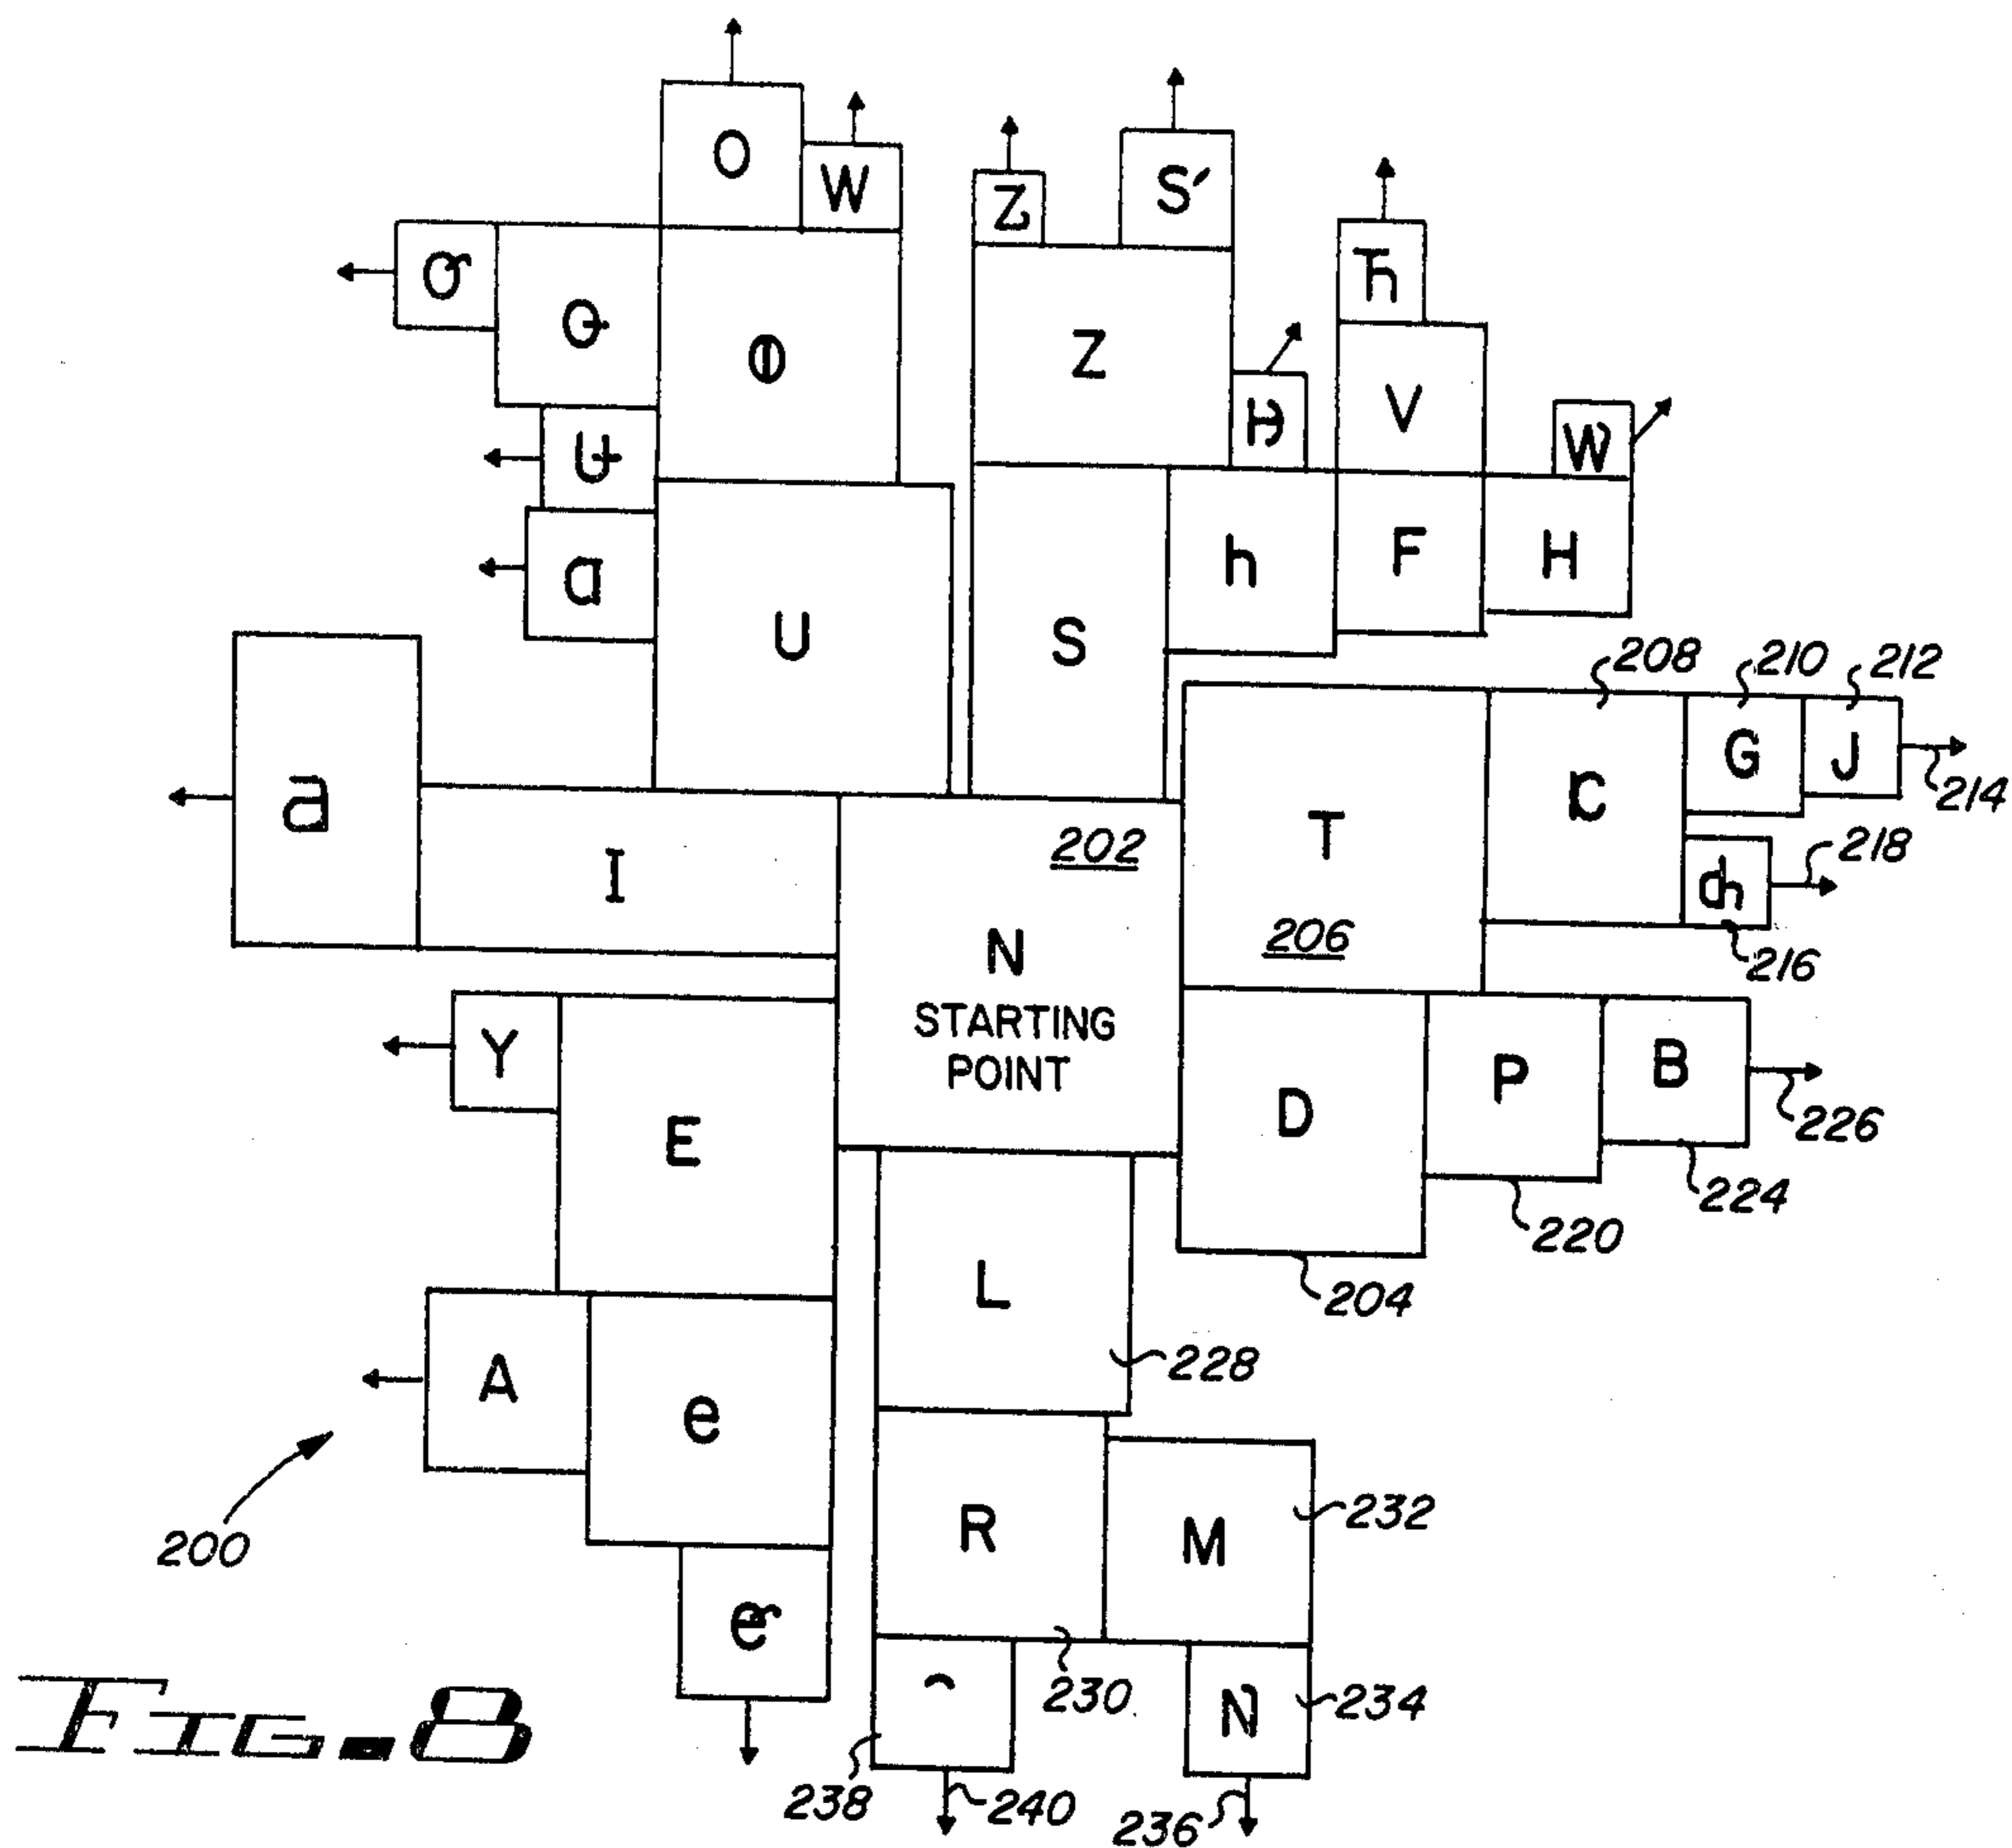 O
W
Z
S′
U
V
Z
W
a
h
F
H
U
S
208
210
212
G
J
214
a
T
202
218
I
N
206
216
STARTING
POINT
Y
E
D
P
B
226
224
220
204
L
228
A
e
200
R
M
232
230
234
238
240
236
FIG-8